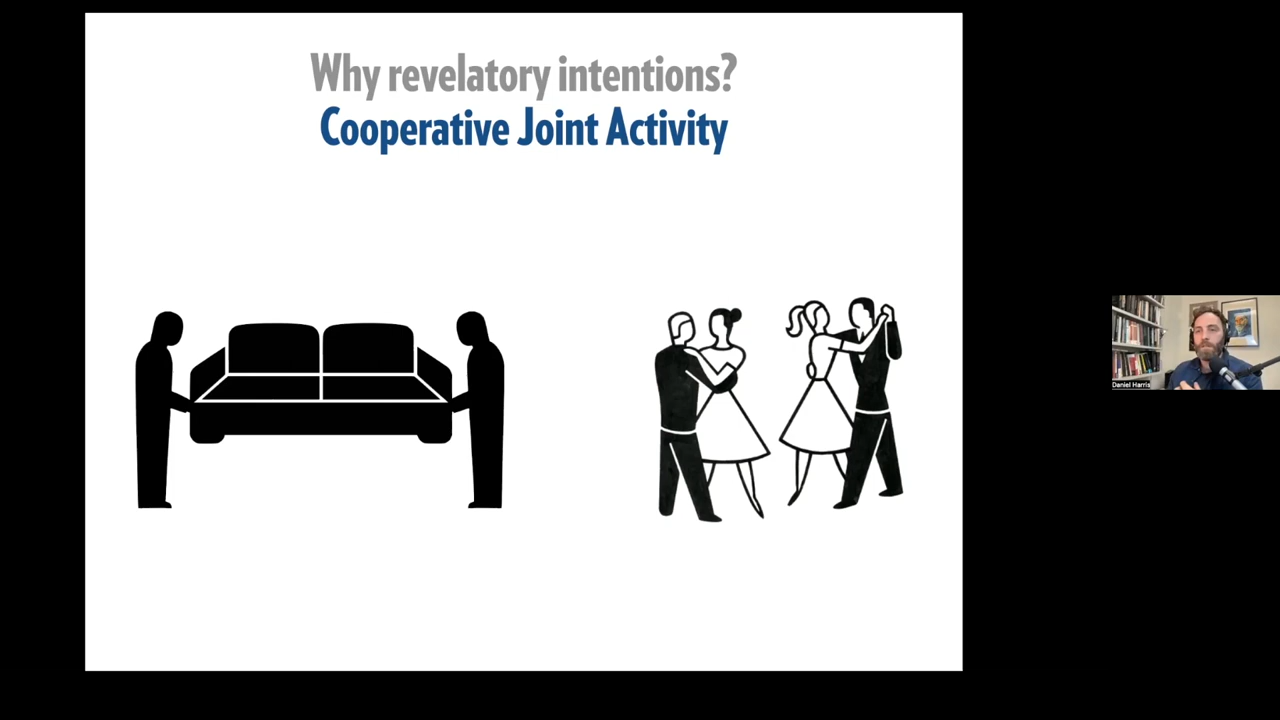 Why revelatory intentions?
Cooperative Joint Activity
Daniel Harris